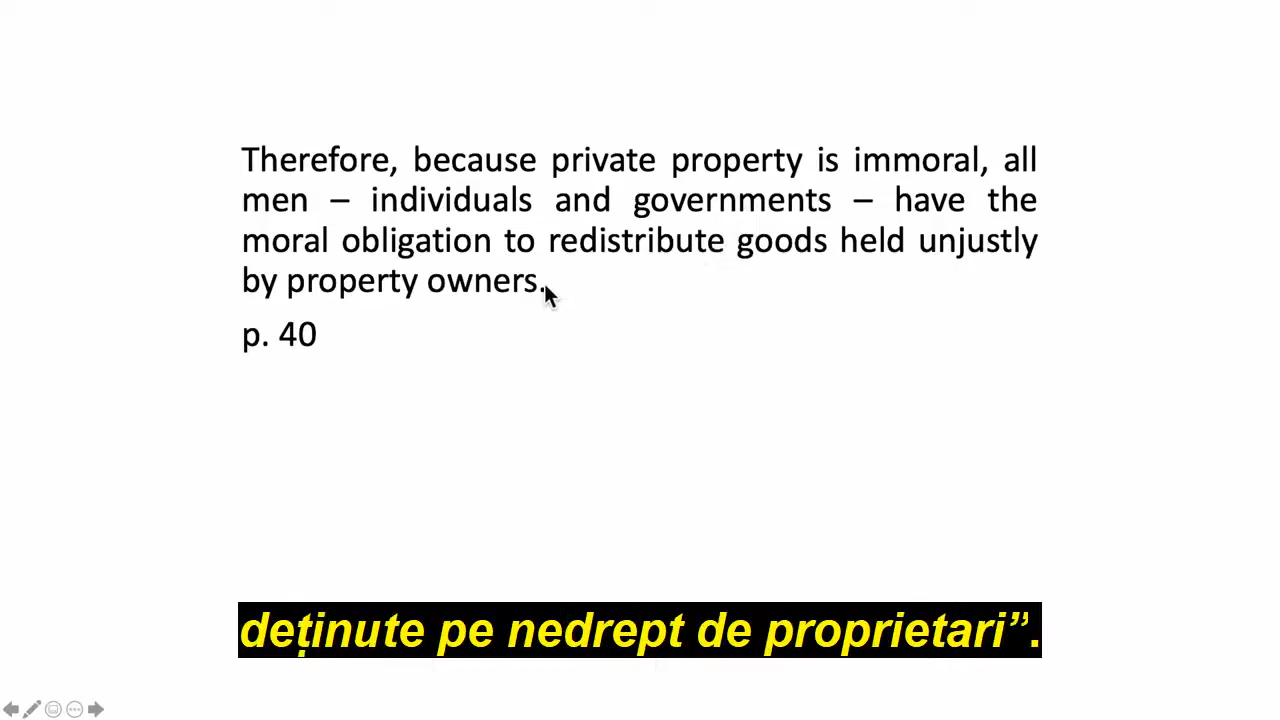 Therefore, because private property is immoral, all
men – individuals and governments – have the
moral obligation to redistribute goods held unjustly
by property owners.
p. 40
deținute pe nedrept de proprietari”.